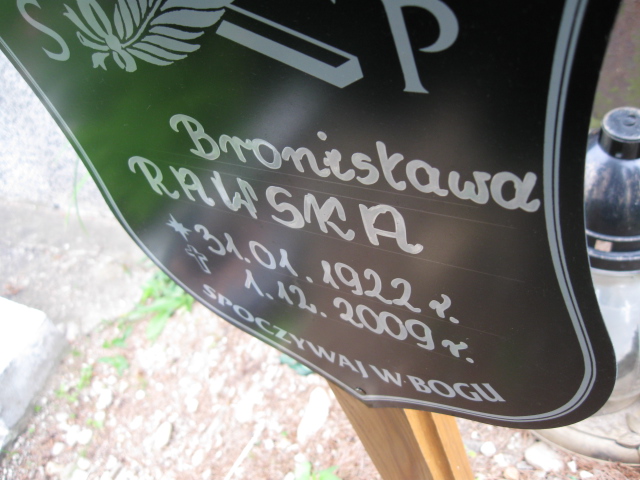 S P
Bronisława
RAWSKA
* 31.01.1922 r.
✝ 1.12.2009 r.
SPOCZYWAJ W BOGU